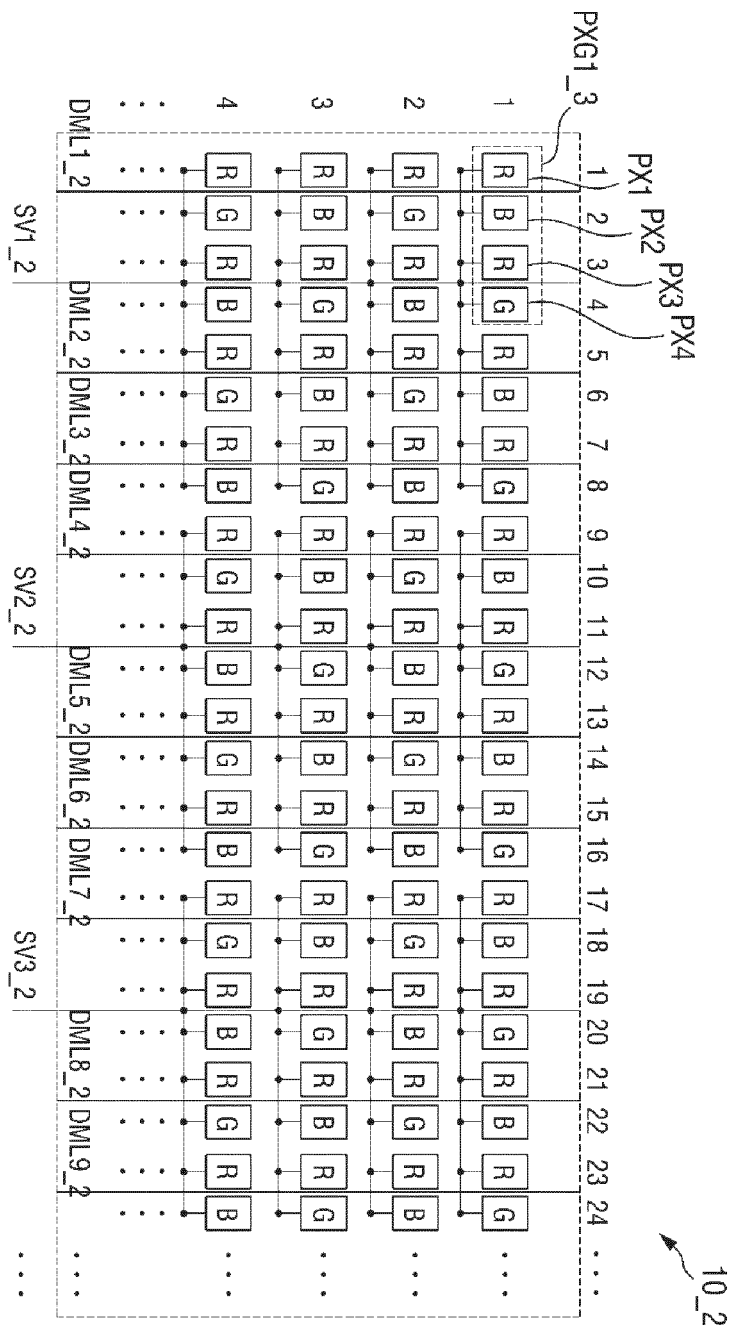 10_2
PX4
PX3
PX2
PX1
PXG1_3
1 2 3 4 5 6 7 8 9 10 11 12 13 14 15 16 17 18 19 20 21 22 23 24 ...
1 R B R G R B R G R B R G R B R G R B R G R B R G ...
2 R G R B R G R B R G R B R G R B R G R B R G R B ...
3 R B R G R B R G R B R G R B R G R B R G R B R G ...
4 R G R B R G R B R G R B R G R B R G R B R G R B ...
DML1_2 DML2_2 DML3_2 DML4_2 DML5_2 DML6_2 DML7_2 DML8_2 DML9_2 ...
SV1_2 SV2_2 SV3_2 ...